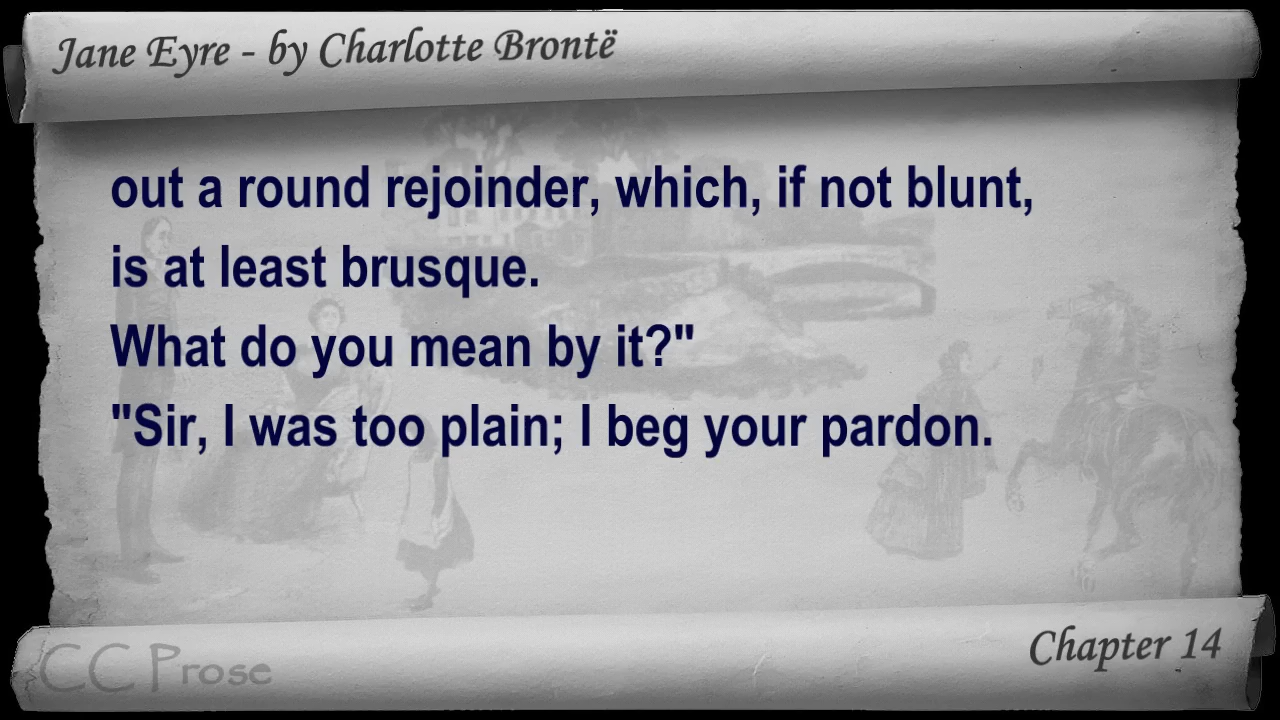 Jane Eyre - by Charlotte Brontë
out a round rejoinder, which, if not blunt,
is at least brusque.
What do you mean by it?"
"Sir, I was too plain; I beg your pardon.
Chapter 14
CC Prose